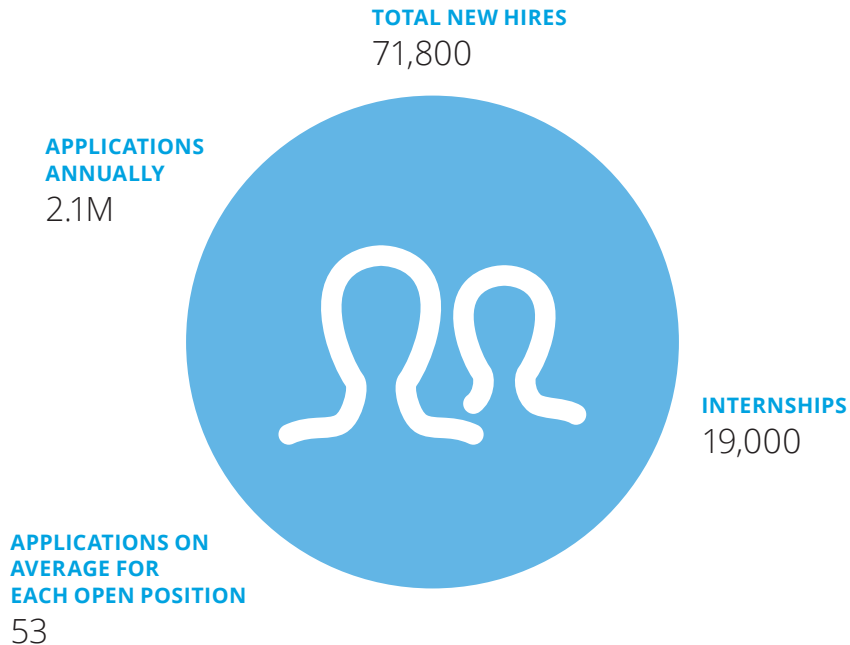 TOTAL NEW HIRES
71,800
APPLICATIONS
ANNUALLY
2.1M
INTERNSHIPS
19,000
APPLICATIONS ON
AVERAGE FOR
EACH OPEN POSITION
53